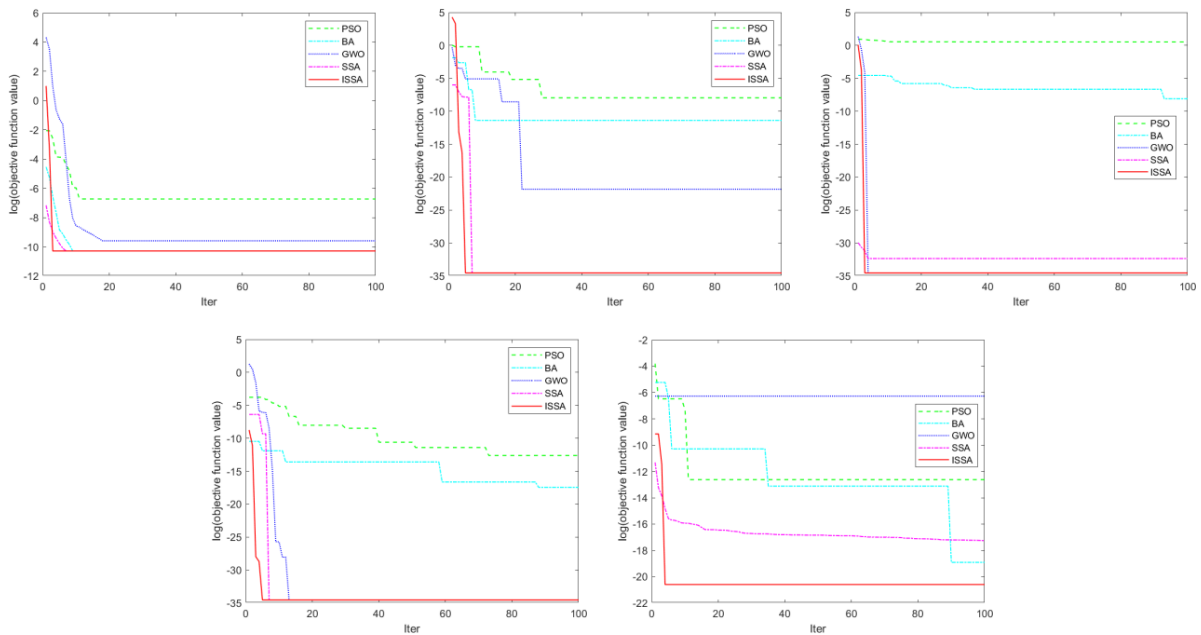 log(objective function value)
6
4
2
0
-2
-4
-6
-8
-10
-12
0 20 40 60 80 100
Iter
PSO
BA
GWO
SSA
ISSA
log(objective function value)
5
0
-5
-10
-15
-20
-25
-30
-35
0 20 40 60 80 100
Iter
PSO
BA
GWO
SSA
ISSA
log(objective function value)
5
0
-5
-10
-15
-20
-25
-30
-35
0 20 40 60 80 100
Iter
PSO
BA
GWO
SSA
ISSA
log(objective function value)
5
0
-5
-10
-15
-20
-25
-30
-35
0 20 40 60 80 100
Iter
PSO
BA
GWO
SSA
ISSA
log(objective function value)
-2
-4
-6
-8
-10
-12
-14
-16
-18
-20
-22
0 20 40 60 80 100
Iter
PSO
BA
GWO
SSA
ISSA